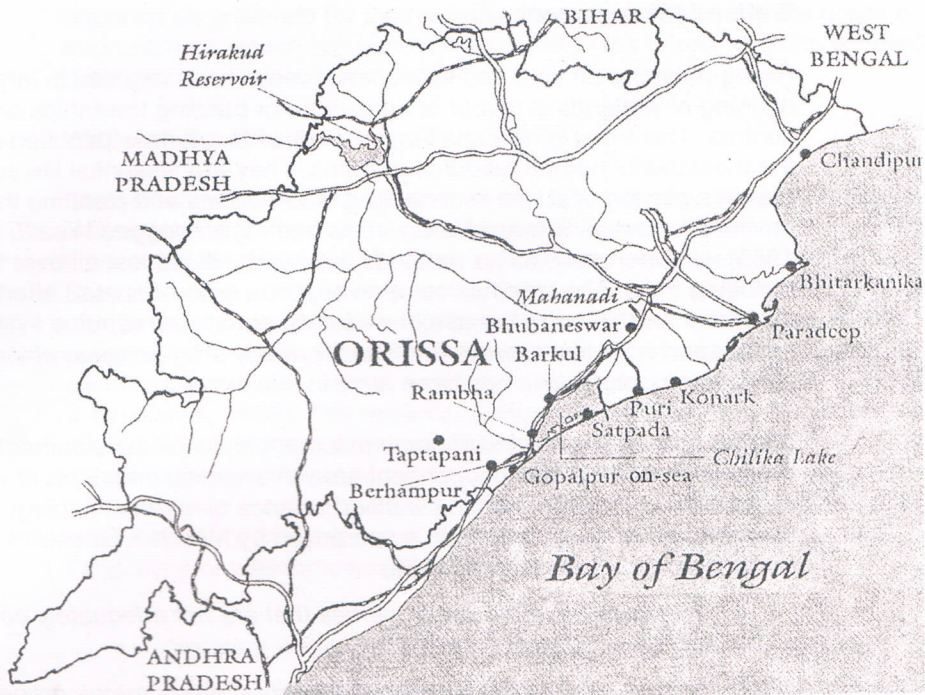 BIHAR
WEST
BENGAL
Hirakud
Reservoir
MADHYA
PRADESH
Chandipur
Bhitarkanika
Mahanadi
Bhubaneswar
Paradeep
ORISSA
Barkul
Rambha
Konark
Puri
Satpada
Taptapani
Chilika Lake
Gopalpur on-sea
Berhampur
Bay of Bengal
ANDHRA
PRADESH